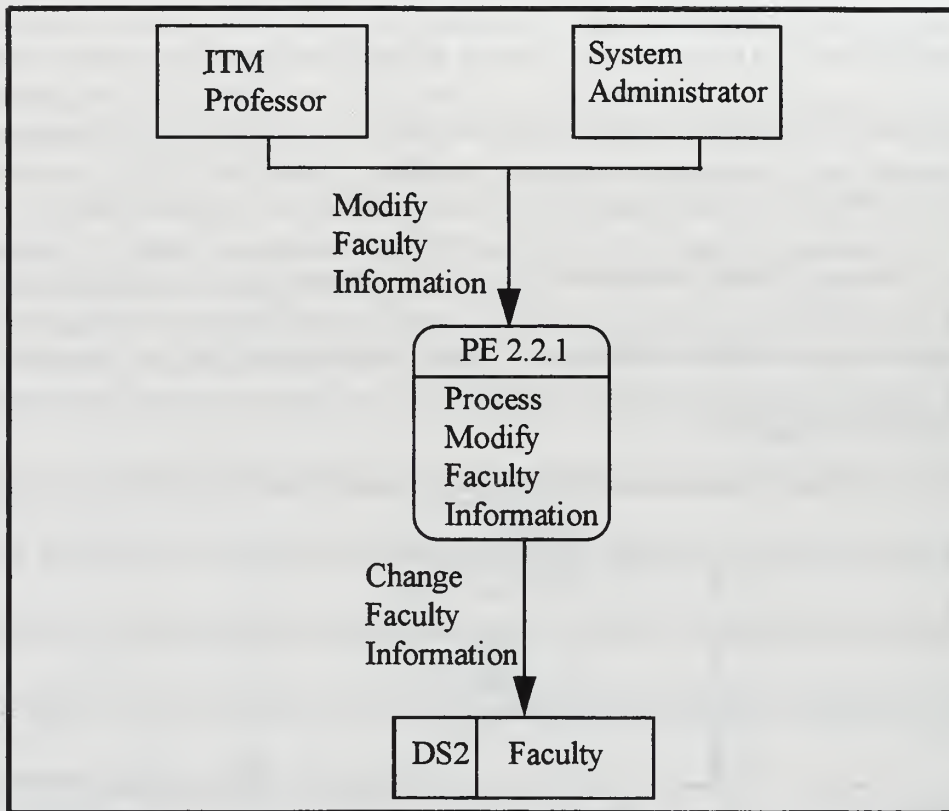 ITM
Professor
System
Administrator
Modify
Faculty
Information
PE 2.2.1
Process
Modify
Faculty
Information
Change
Faculty
Information
DS2 Faculty